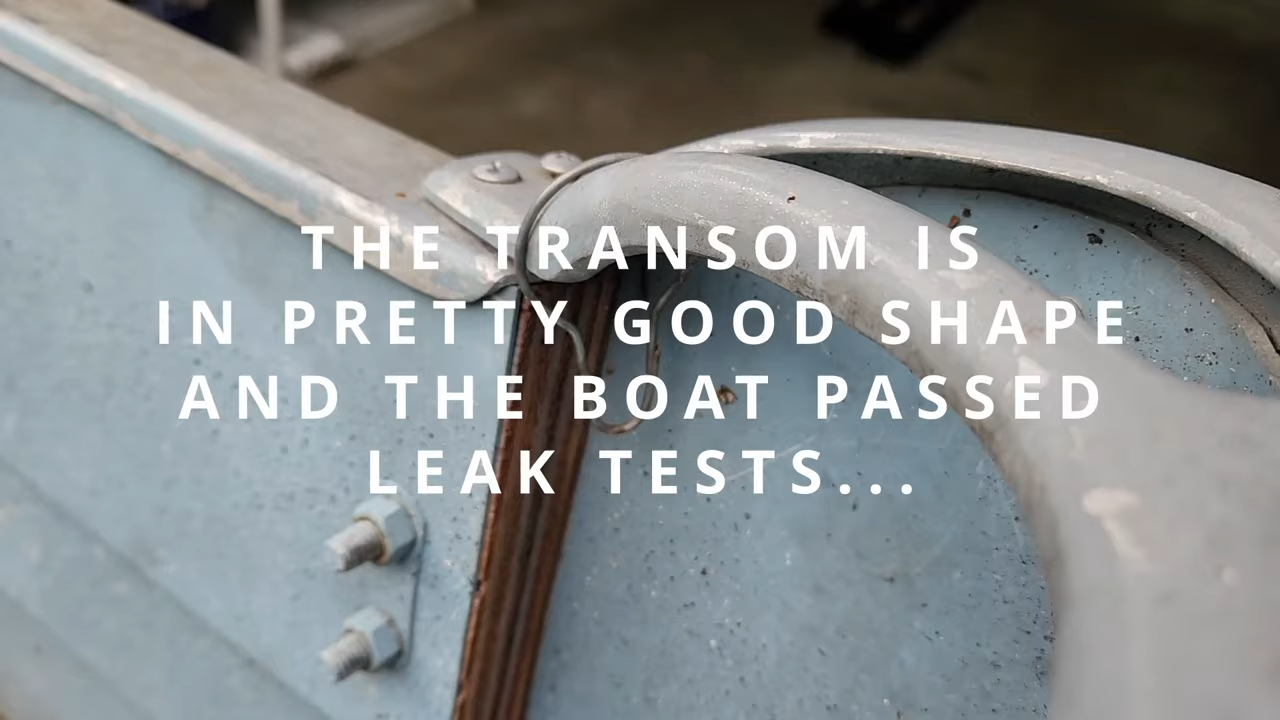 THE TRANSOM IS
IN PRETTY GOOD SHAPE
AND THE BOAT PASSED
LEAK TESTS...